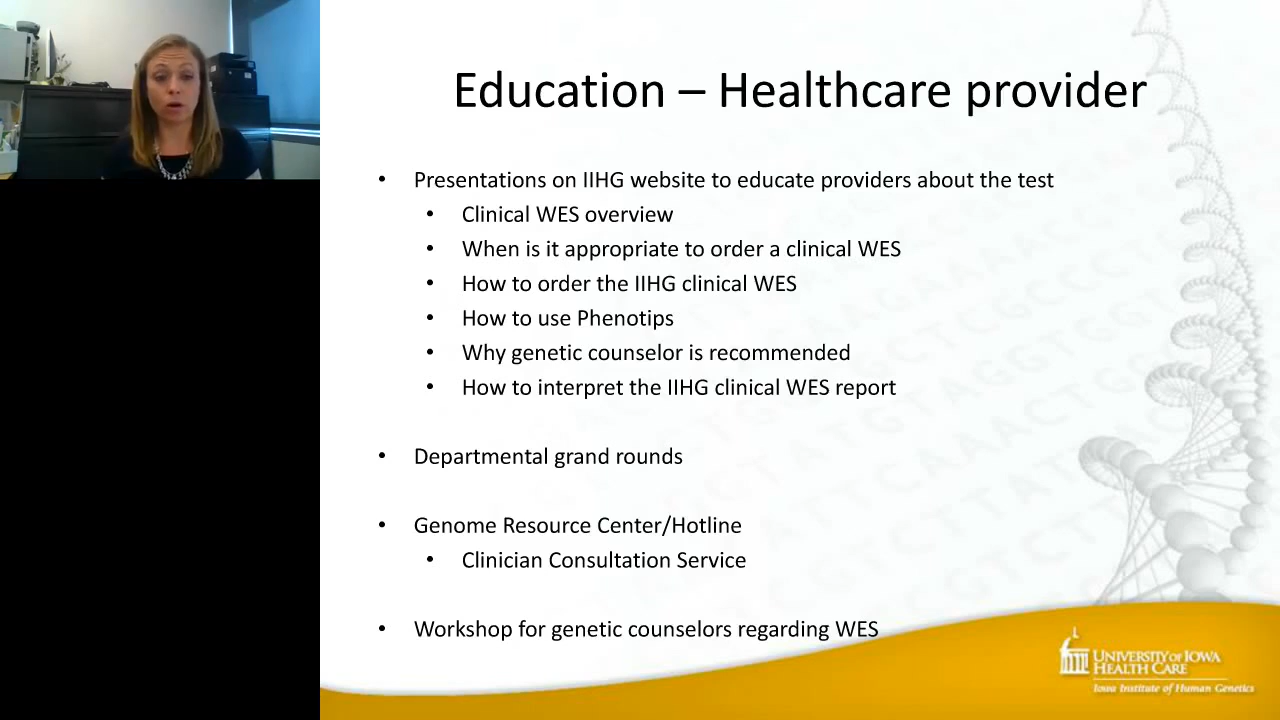 Education – Healthcare provider
• Presentations on IIHG website to educate providers about the test
• Clinical WES overview
• When is it appropriate to order a clinical WES
• How to order the IIHG clinical WES
• How to use Phenotips
• Why genetic counselor is recommended
• How to interpret the IIHG clinical WES report
• Departmental grand rounds
• Genome Resource Center/Hotline
• Clinician Consultation Service
• Workshop for genetic counselors regarding WES
UNIVERSITY OF IOWA
HEALTH CARE
Iowa Institute of Human Genetics